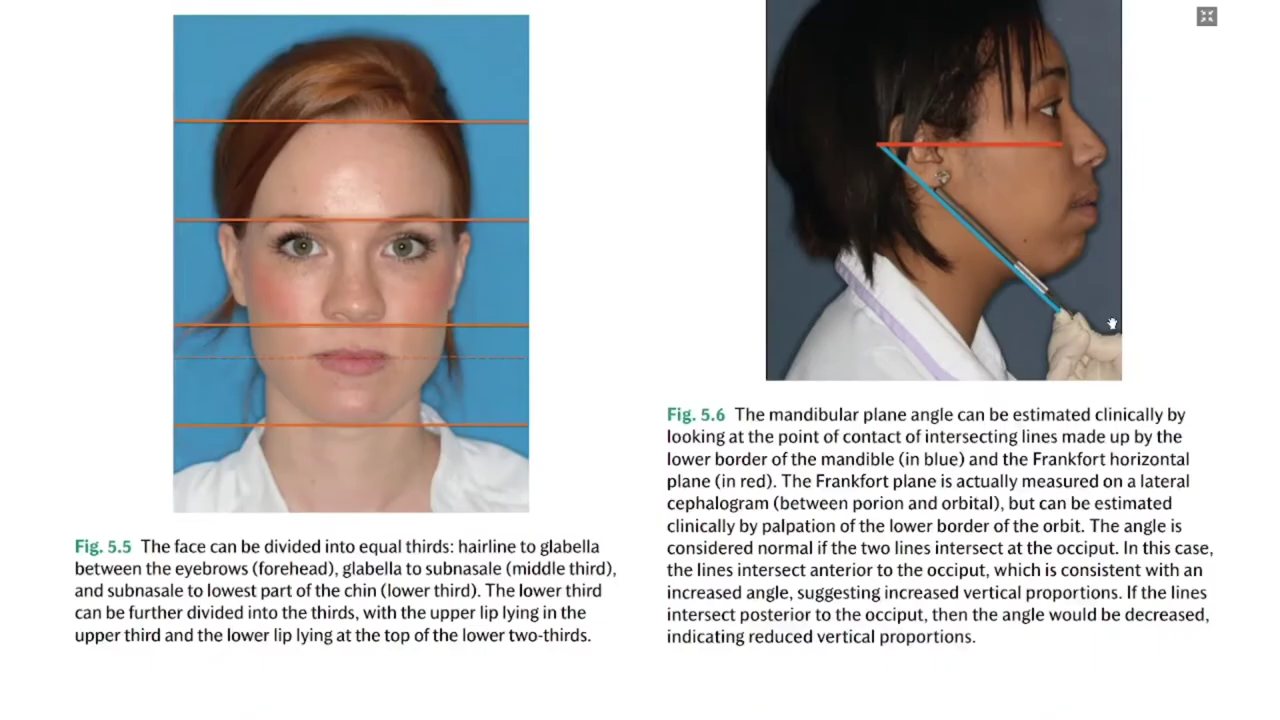 Fig. 5.5 The face can be divided into equal thirds: hairline to glabella
between the eyebrows (forehead), glabella to subnasale (middle third),
and subnasale to lowest part of the chin (lower third). The lower third
can be further divided into the thirds, with the upper lip lying in the
upper third and the lower lip lying at the top of the lower two-thirds.
Fig. 5.6 The mandibular plane angle can be estimated clinically by
looking at the point of contact of intersecting lines made up by the
lower border of the mandible (in blue) and the Frankfort horizontal
plane (in red). The Frankfort plane is actually measured on a lateral
cephalogram (between porion and orbital), but can be estimated
clinically by palpation of the lower border of the orbit. The angle is
considered normal if the two lines intersect at the occiput. In this case,
the lines intersect anterior to the occiput, which is consistent with an
increased angle, suggesting increased vertical proportions. If the lines
intersect posterior to the occiput, then the angle would be decreased,
indicating reduced vertical proportions.